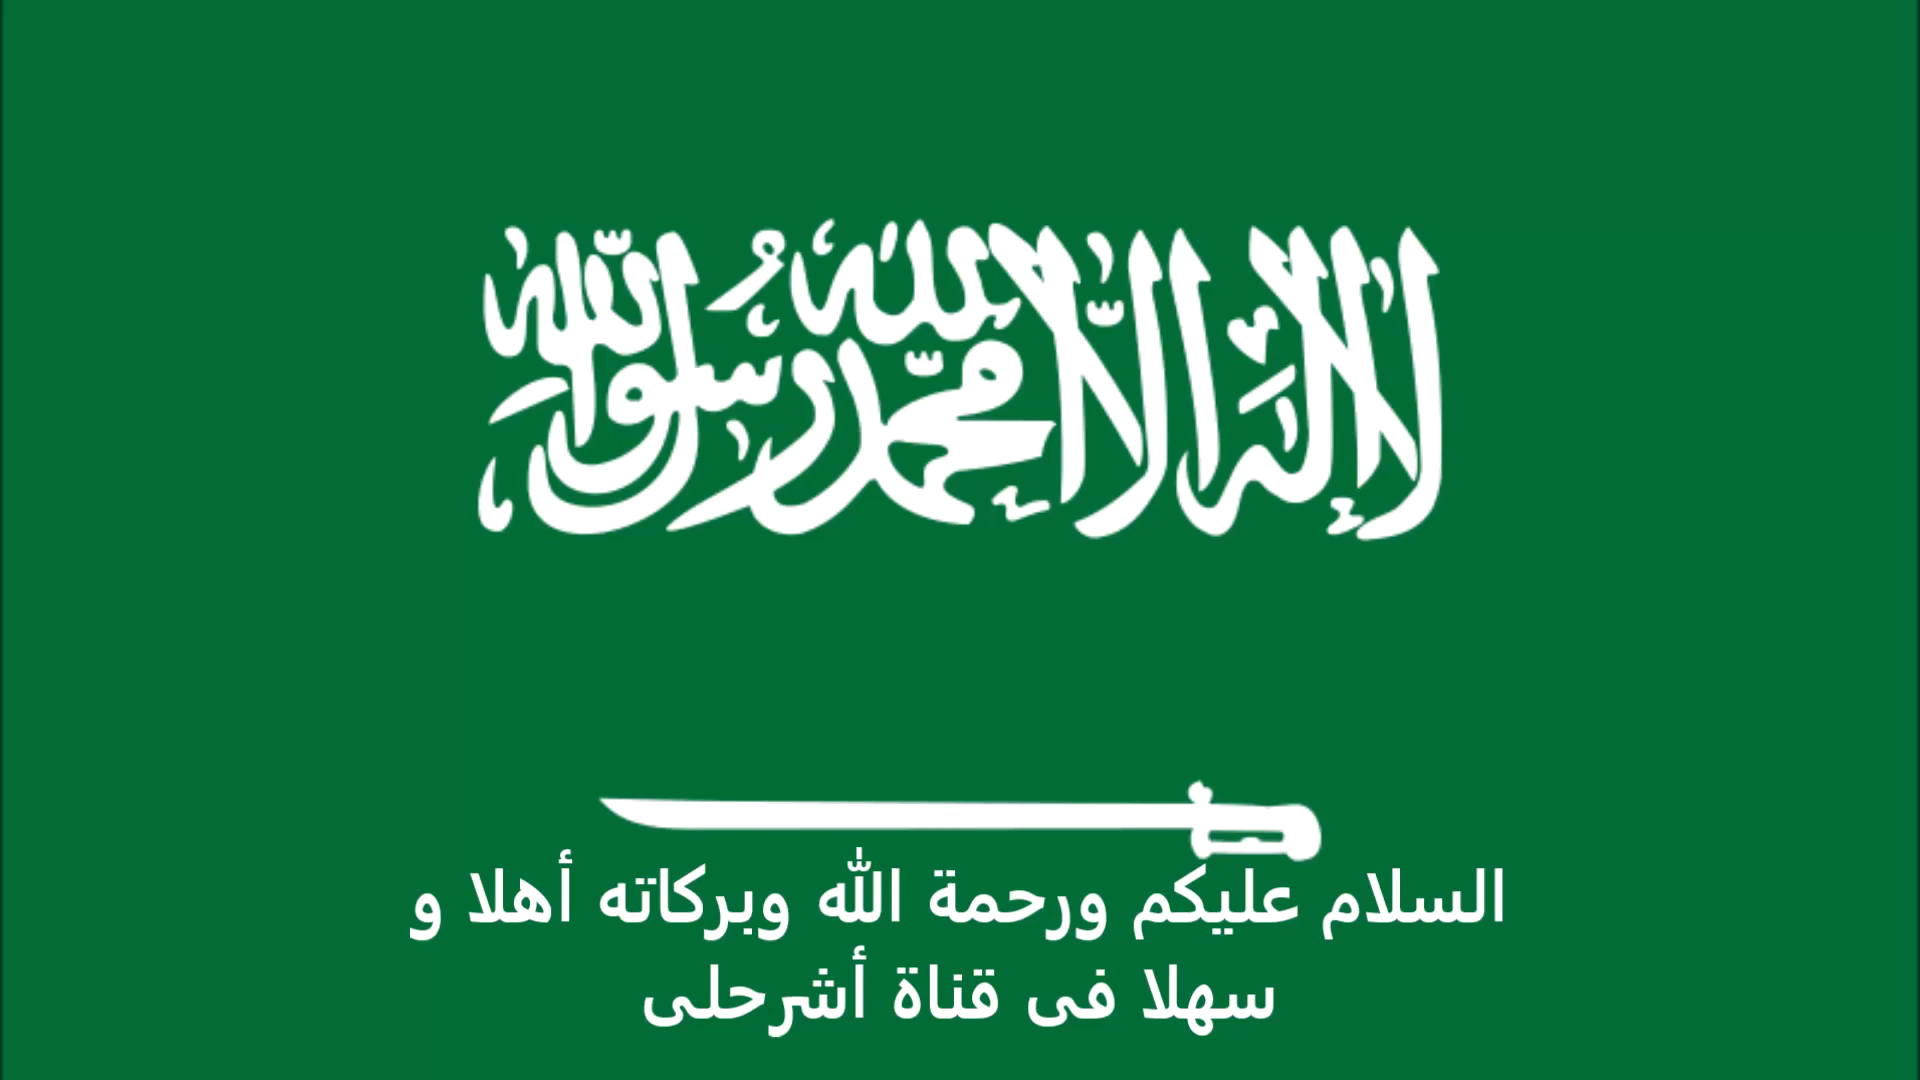 لا إله إلا الله محمد رسول الله
السلام عليكم ورحمة الله وبركاته أهلا و
سهلا فى قناة أشرحلى